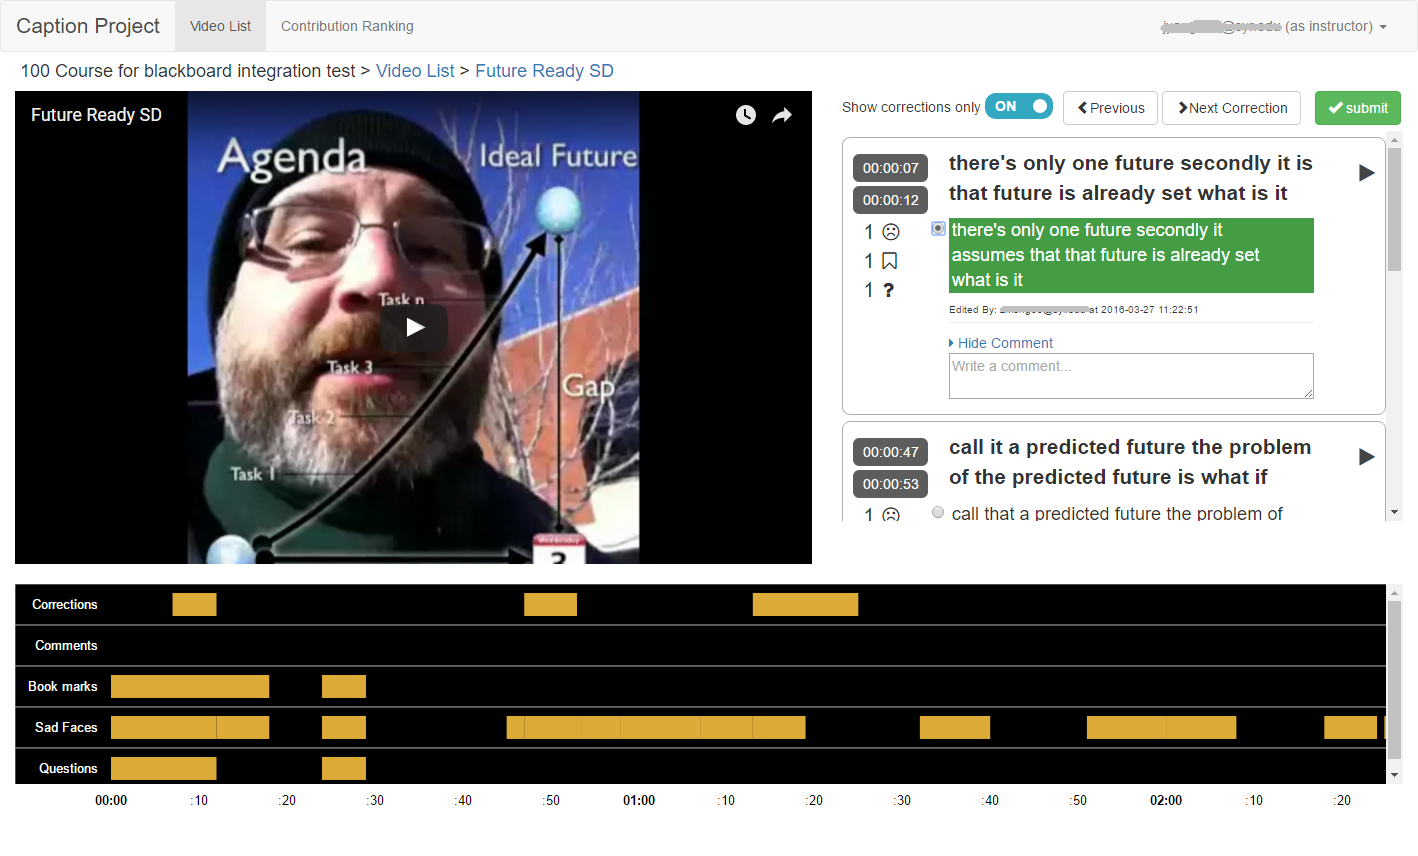 Caption Project
Video List
Contribution Ranking
(as instructor)
100 Course for blackboard integration test > Video List > Future Ready SD
Future Ready SD
Agenda
Ideal Future
Task n
Task 3
Gap
Task 2
Task 1
Wednesday
3
Show corrections only
ON
Previous
Next Correction
submit
00:00:07
00:00:12
there's only one future secondly it is
that future is already set what is it
1
1
1 ?
there's only one future secondly it
assumes that that future is already set
what is it
Edited By: at 2016-03-27 11:22:51
Hide Comment
Write a comment...
00:00:47
00:00:53
call it a predicted future the problem
of the predicted future is what if
1
call that a predicted future the problem of
Corrections
Comments
Book marks
Sad Faces
Questions
00:00 :10 :20 :30 :40 :50 01:00 :10 :20 :30 :40 :50 02:00 :10 :20